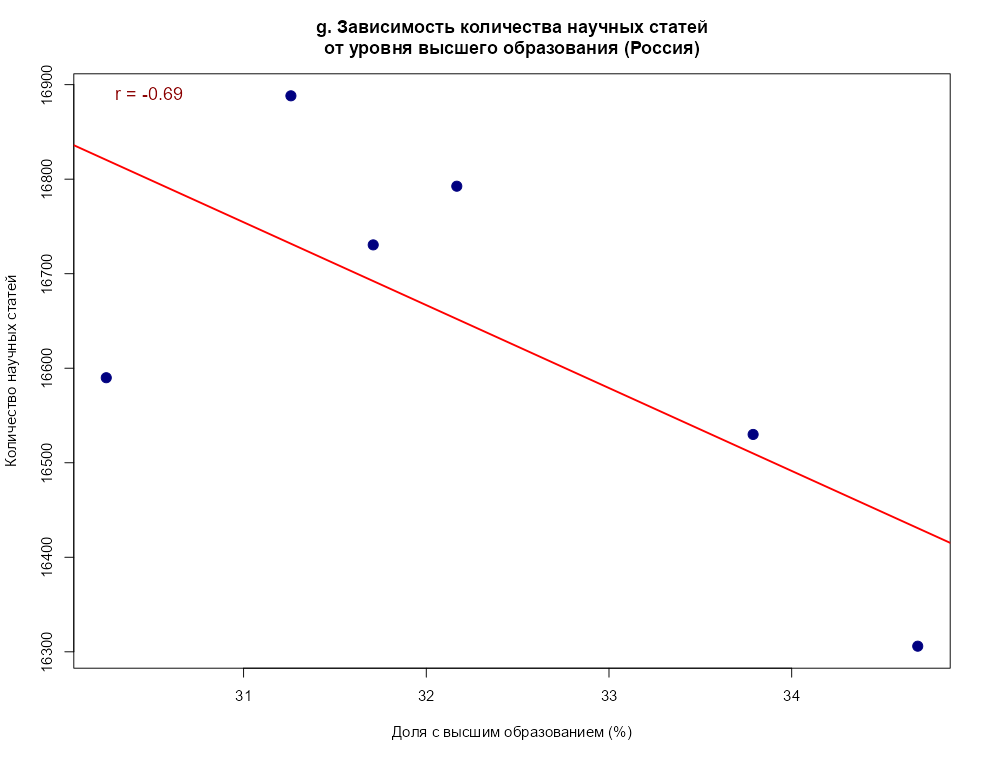 g. Зависимость количества научных статей
от уровня высшего образования (Россия)
r = -0.69
Количество научных статей
16900
16800
16700
16600
16500
16400
16300
31
32
33
34
Доля с высшим образованием (%)